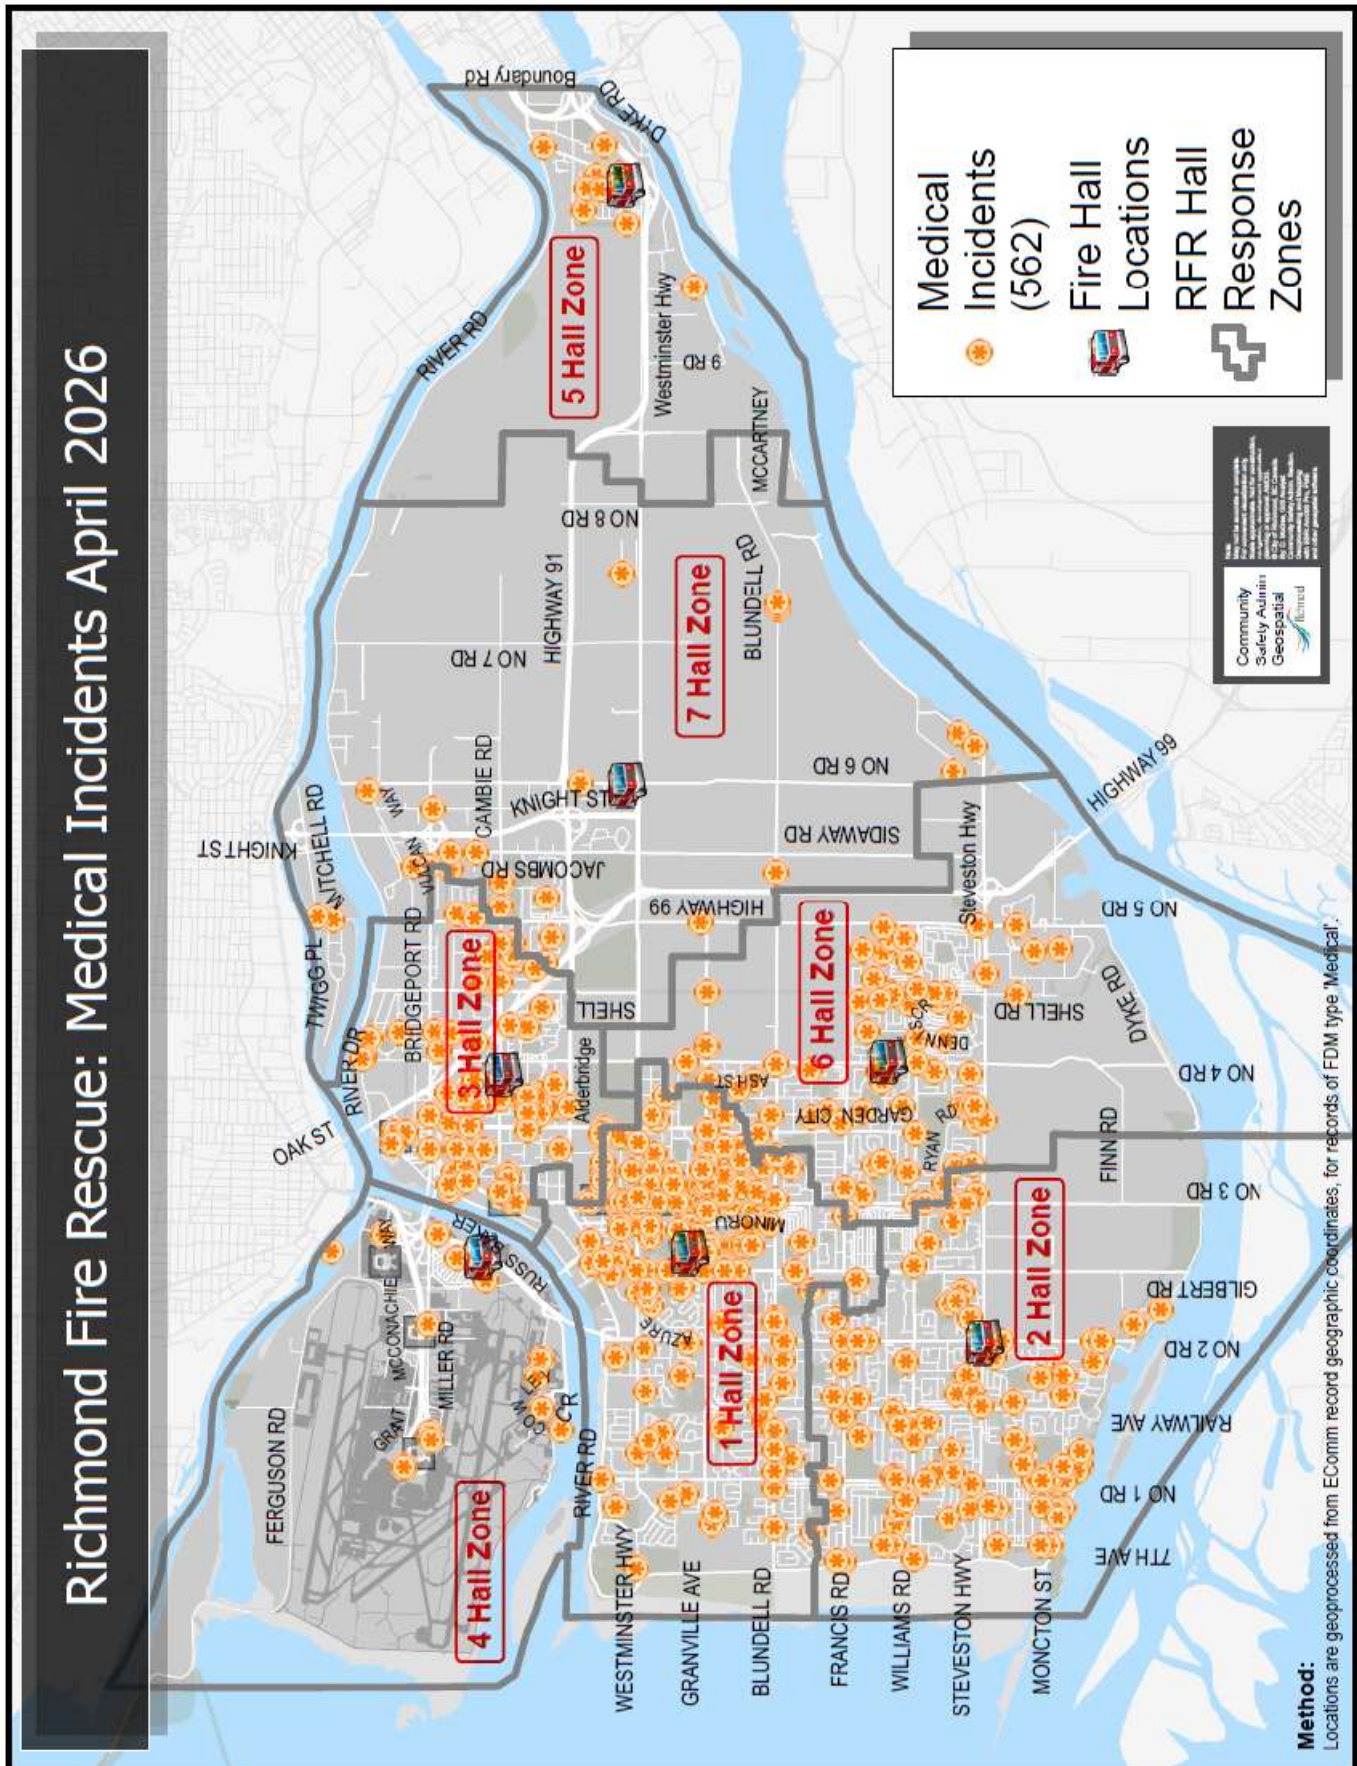 Richmond Fire Rescue: Medical Incidents April 2026
Medical
Incidents
(562)
Fire Hall
Locations
RFR Hall
Response
Zones
Community
Safety Admin
Geospatial
Richmond
4 Hall Zone
3 Hall Zone
5 Hall Zone
7 Hall Zone
6 Hall Zone
1 Hall Zone
2 Hall Zone
FERGUSON RD
GRANT MCCONACHIE WAY
MILLER RD
COWLEY CR
RUSS BAKER
RIVER RD
OAK ST
RIVER DR
TWIGG PL
MITCHELL RD
KNIGHT ST
BRIDGEPORT RD
VULCAN WAY
CAMBIE RD
JACOBS RD
KNIGHT ST
HIGHWAY 91
NO 7 RD
NO 8 RD
RIVER RD
Boundary Rd
DYKE RD
Westminster Hwy
9 RD
MCCARTNEY
BLUNDELL RD
NO 6 RD
SIDAWAY RD
HIGHWAY 99
SHELL
Alderbridge
ASH ST
GARDEN CITY
MINORU
AZURE
WESTMINSTER HWY
GRANVILLE AVE
BLUNDELL RD
FRANCIS RD
WILLIAMS RD
STEVESTON HWY
MONCTON ST
7TH AVE
NO 1 RD
RAILWAY AVE
NO 2 RD
GILBERT RD
NO 3 RD
FINN RD
RYAN RD
NO 4 RD
DENNIS CR
SHELL RD
DYKE RD
NO 5 RD
Steveston Hwy
HIGHWAY 99
Method:
Locations are geoprocessed from EComm record geographic coordinates, for records of FDM type 'Medical'.